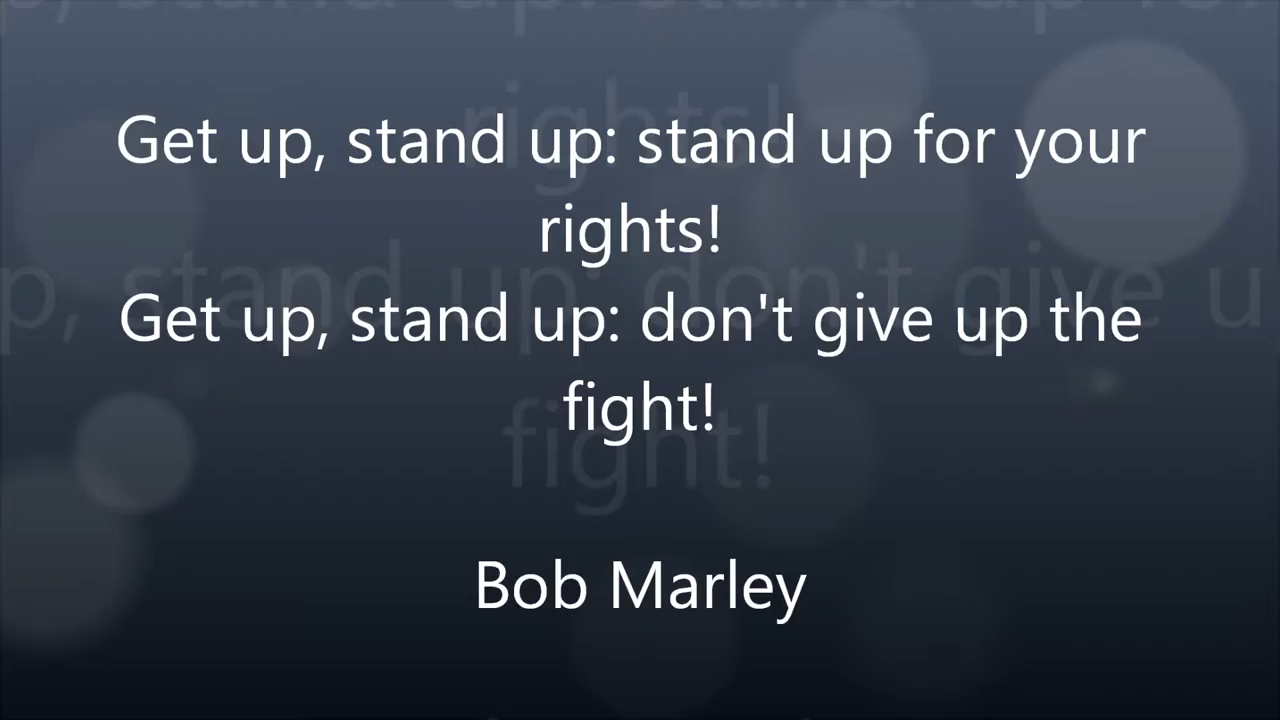 Get up, stand up: stand up for your
rights!
Get up, stand up: don't give up the
fight!
Bob Marley